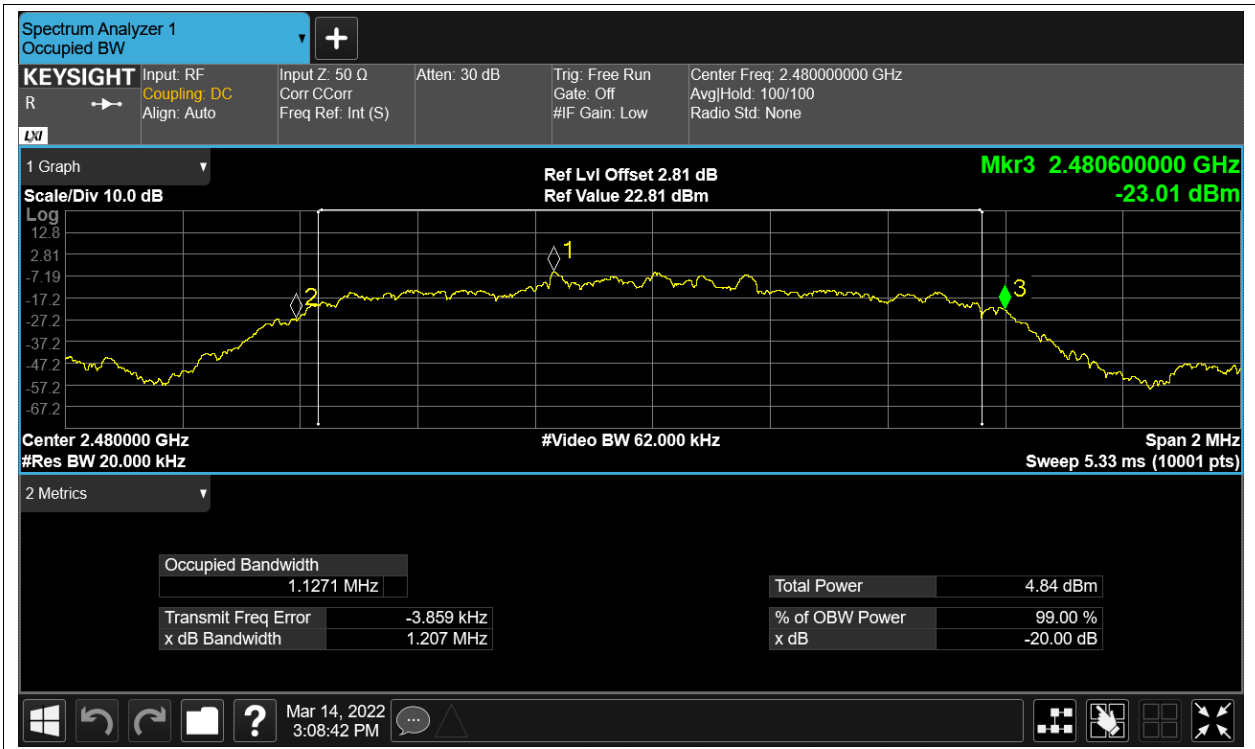 Spectrum Analyzer 1
Occupied BW
KEYSIGHT
R
LXI
Input: RF
Coupling: DC
Align: Auto
Input Z: 50 Ω
Corr CCorr
Freq Ref: Int (S)
Atten: 30 dB
Trig: Free Run
Gate: Off
#IF Gain: Low
Center Freq: 2.480000000 GHz
Avg|Hold: 100/100
Radio Std: None
1 Graph
Scale/Div 10.0 dB
Ref Lvl Offset 2.81 dB
Ref Value 22.81 dBm
Mkr3 2.480600000 GHz
-23.01 dBm
Log
12.8
2.81
-7.19
-17.2
-27.2
-37.2
-47.2
-57.2
-67.2
1
2
3
Center 2.480000 GHz
#Video BW 62.000 kHz
Span 2 MHz
#Res BW 20.000 kHz
Sweep 5.33 ms (10001 pts)
2 Metrics
Occupied Bandwidth
1.1271 MHz
Total Power 4.84 dBm
Transmit Freq Error -3.859 kHz
% of OBW Power 99.00 %
x dB Bandwidth 1.207 MHz
x dB -20.00 dB
?
Mar 14, 2022
3:08:42 PM